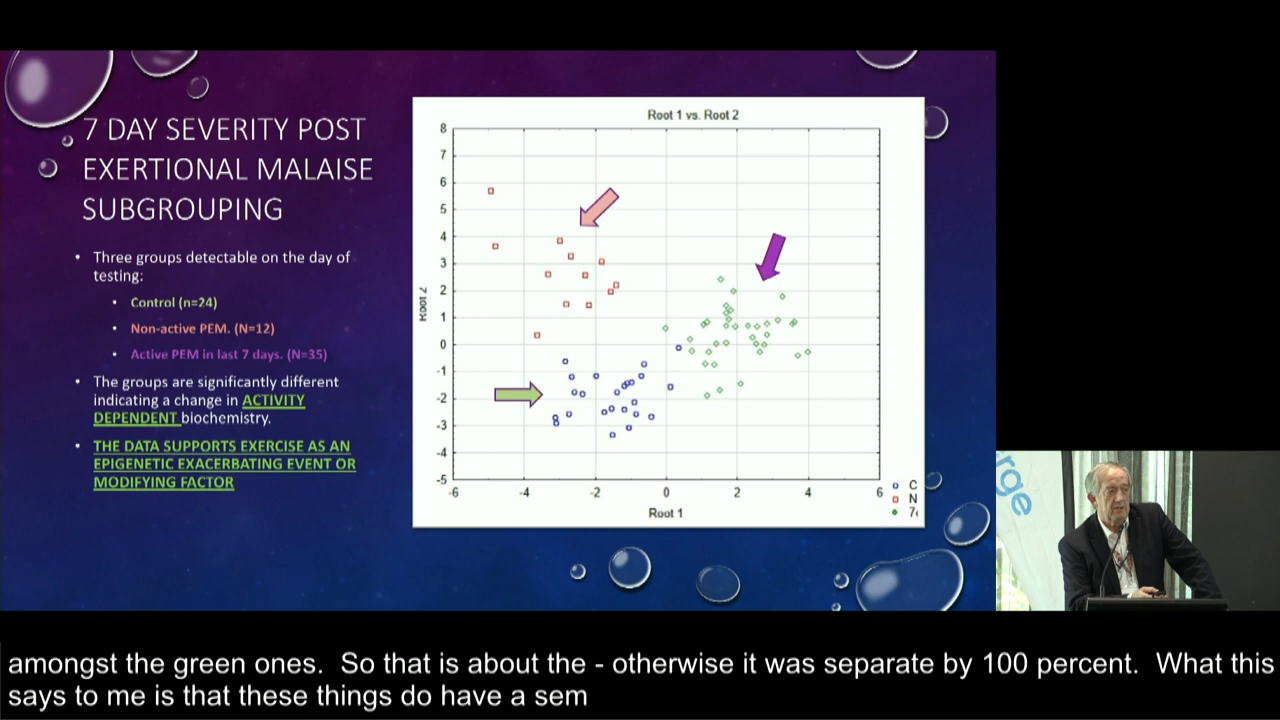 7 DAY SEVERITY POST
EXERTIONAL MALAISE
SUBGROUPING
• Three groups detectable on the day of
testing:
• Control (n=24)
• Non-active PEM. (N=12)
• Active PEM in last 7 days. (N=35)
• The groups are significantly different
indicating a change in ACTIVITY
DEPENDENT biochemistry.
• THE DATA SUPPORTS EXERCISE AS AN
EPIGENETIC EXACERBATING EVENT OR
MODIFYING FACTOR
Root 1 vs. Root 2
8
7
6
5
4
3
2
1
0
-1
-2
-3
-4
-5
Root 2
-6
-4
-2
0
2
4
6
Root 1
C
N
7
rge
amongst the green ones.  So that is about the - otherwise it was separate by 100 percent.  What this
says to me is that these things do have a sem